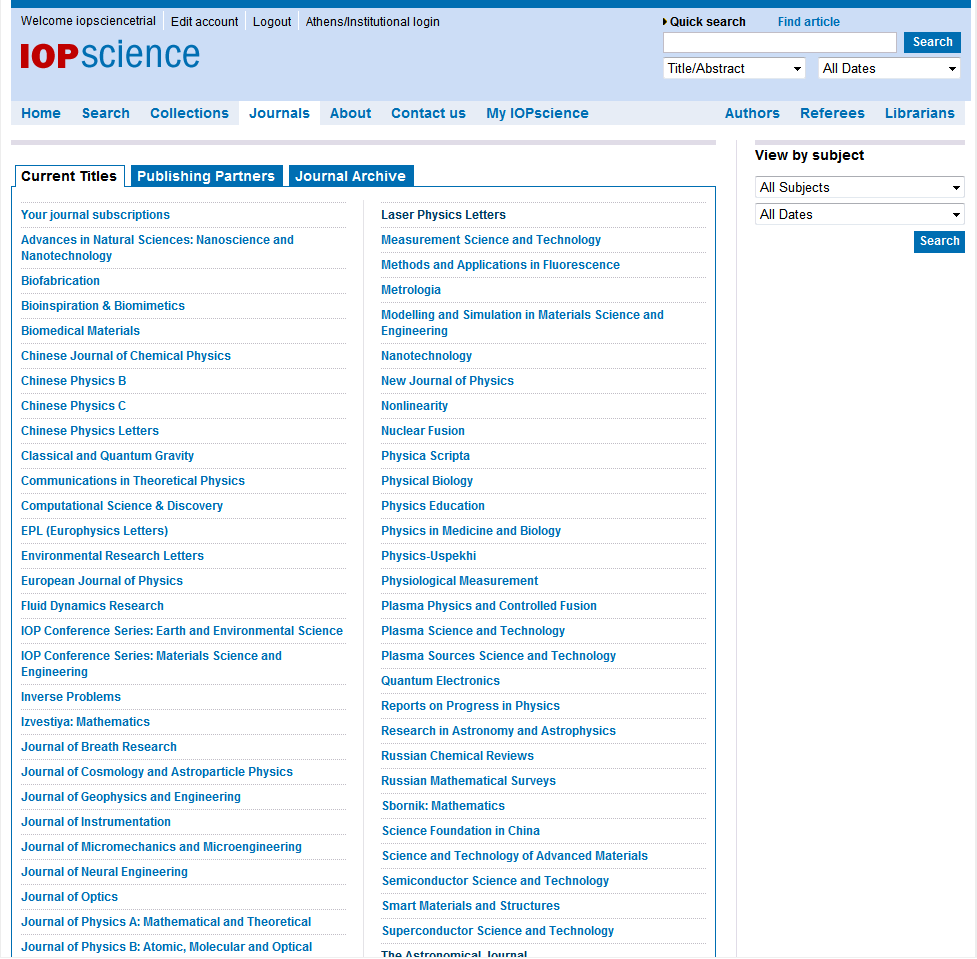 Welcome iopsciencetrial Edit account Logout Athens/Institutional login
IOPscience
Quick search Find article
Search
Title/Abstract All Dates
Home Search Collections Journals About Contact us My IOPscience Authors Referees Librarians
Current Titles Publishing Partners Journal Archive
Your journal subscriptions
Advances in Natural Sciences: Nanoscience and
Nanotechnology
Biofabrication
Bioinspiration & Biomimetics
Biomedical Materials
Chinese Journal of Chemical Physics
Chinese Physics B
Chinese Physics C
Chinese Physics Letters
Classical and Quantum Gravity
Communications in Theoretical Physics
Computational Science & Discovery
EPL (Europhysics Letters)
Environmental Research Letters
European Journal of Physics
Fluid Dynamics Research
IOP Conference Series: Earth and Environmental Science
IOP Conference Series: Materials Science and
Engineering
Inverse Problems
Izvestiya: Mathematics
Journal of Breath Research
Journal of Cosmology and Astroparticle Physics
Journal of Geophysics and Engineering
Journal of Instrumentation
Journal of Micromechanics and Microengineering
Journal of Neural Engineering
Journal of Optics
Journal of Physics A: Mathematical and Theoretical
Journal of Physics B: Atomic, Molecular and Optical
Laser Physics Letters
Measurement Science and Technology
Methods and Applications in Fluorescence
Metrologia
Modelling and Simulation in Materials Science and
Engineering
Nanotechnology
New Journal of Physics
Nonlinearity
Nuclear Fusion
Physica Scripta
Physical Biology
Physics Education
Physics in Medicine and Biology
Physics-Uspekhi
Physiological Measurement
Plasma Physics and Controlled Fusion
Plasma Science and Technology
Plasma Sources Science and Technology
Quantum Electronics
Reports on Progress in Physics
Research in Astronomy and Astrophysics
Russian Chemical Reviews
Russian Mathematical Surveys
Sbornik: Mathematics
Science Foundation in China
Science and Technology of Advanced Materials
Semiconductor Science and Technology
Smart Materials and Structures
Superconductor Science and Technology
The Astronomical Journal
View by subject
All Subjects
All Dates
Search